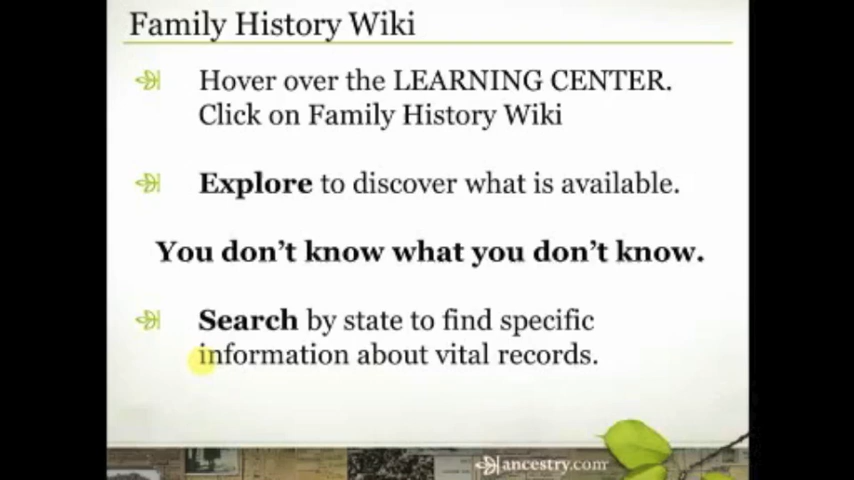 Family History Wiki
Hover over the LEARNING CENTER.
Click on Family History Wiki
Explore to discover what is available.
You don't know what you don't know.
Search by state to find specific
information about vital records.
ancestry.com